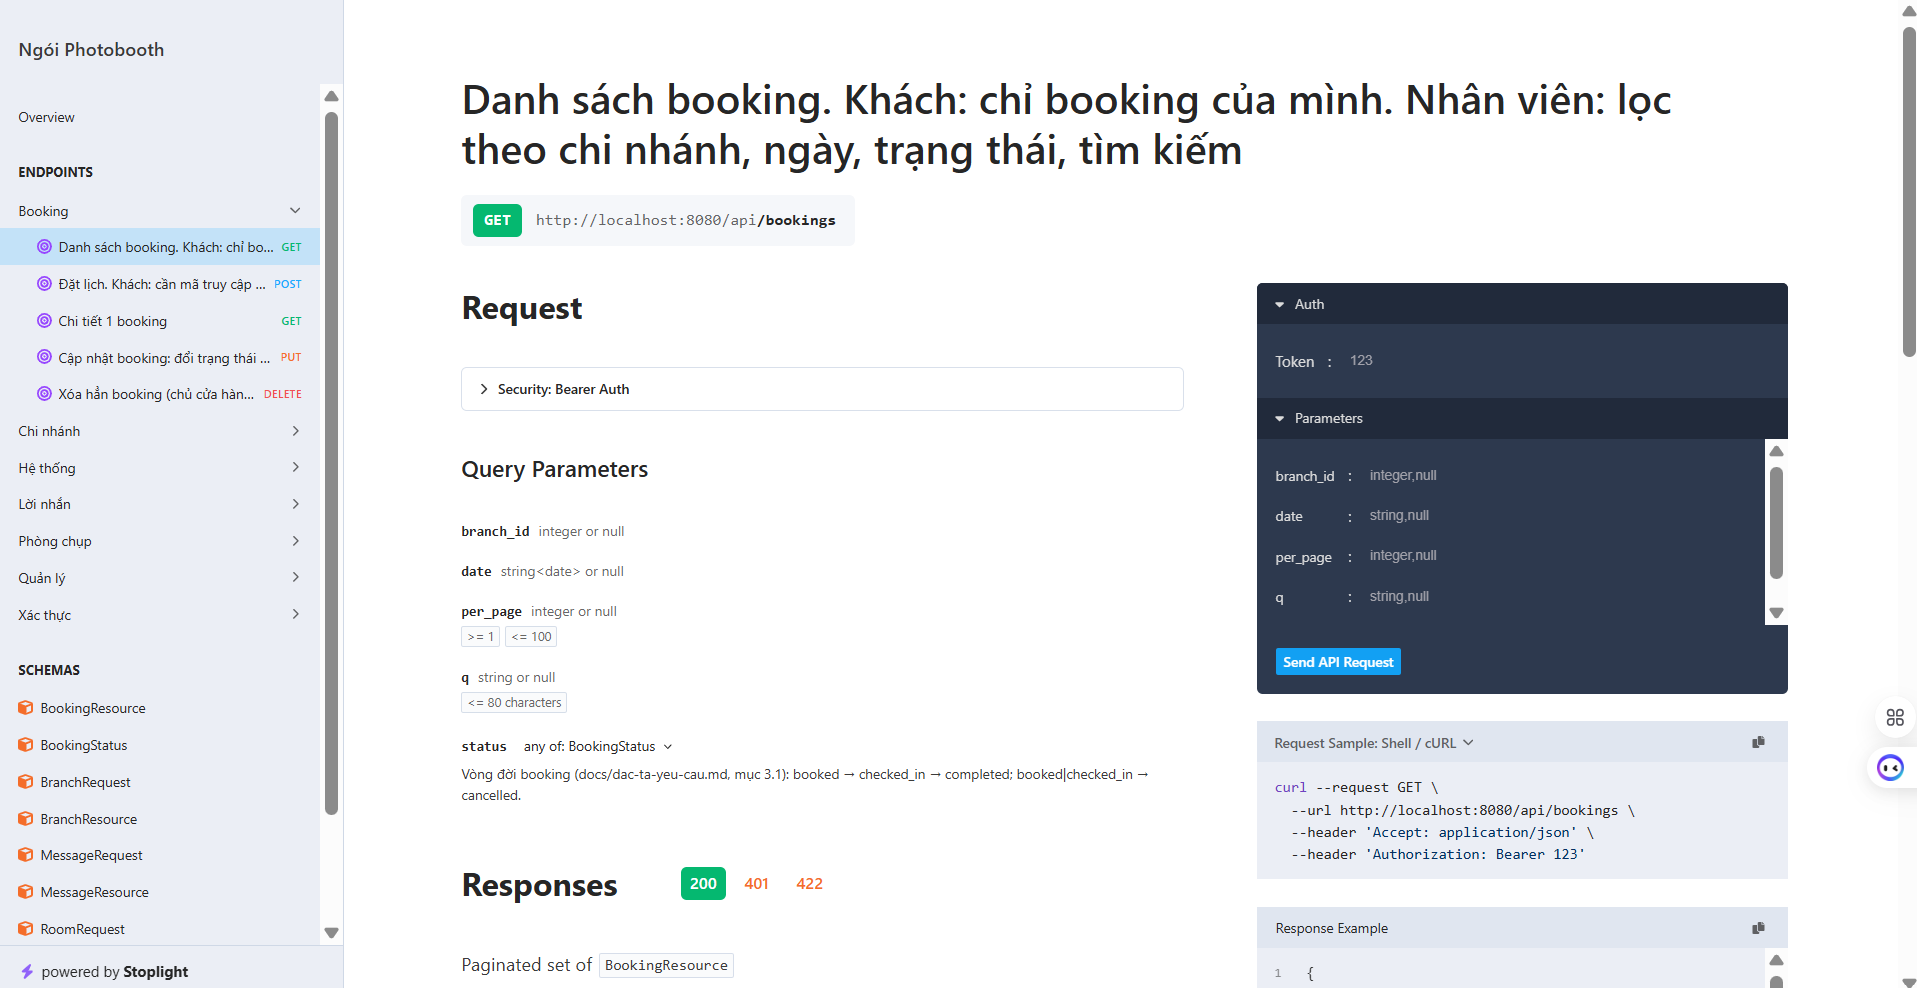 Ngói Photobooth
Overview
ENDPOINTS
Booking
Danh sách booking. Khách: chỉ bo... GET
Đặt lịch. Khách: cần mã truy cập ... POST
Chi tiết 1 booking GET
Cập nhật booking: đổi trạng thái ... PUT
Xóa hẳn booking (chủ cửa hàn... DELETE
Chi nhánh
Hệ thống
Lời nhắn
Phòng chụp
Quản lý
Xác thực
SCHEMAS
BookingResource
BookingStatus
BranchRequest
BranchResource
MessageRequest
MessageResource
RoomRequest
powered by Stoplight
Danh sách booking. Khách: chỉ booking của mình. Nhân viên: lọc
theo chi nhánh, ngày, trạng thái, tìm kiếm
GET http://localhost:8080/api/bookings
Request
Security: Bearer Auth
Query Parameters
branch_id integer or null
date string<date> or null
per_page integer or null
>= 1 <= 100
q string or null
<= 80 characters
status any of: BookingStatus
Vòng đời booking (docs/dac-ta-yeu-cau.md, mục 3.1): booked → checked_in → completed; booked|checked_in →
cancelled.
Responses 200 401 422
Paginated set of BookingResource
Auth
Token : 123
Parameters
branch_id : integer,null
date : string,null
per_page : integer,null
q : string,null
Send API Request
Request Sample: Shell / cURL
curl --request GET \
--url http://localhost:8080/api/bookings \
--header 'Accept: application/json' \
--header 'Authorization: Bearer 123'
Response Example
1 {